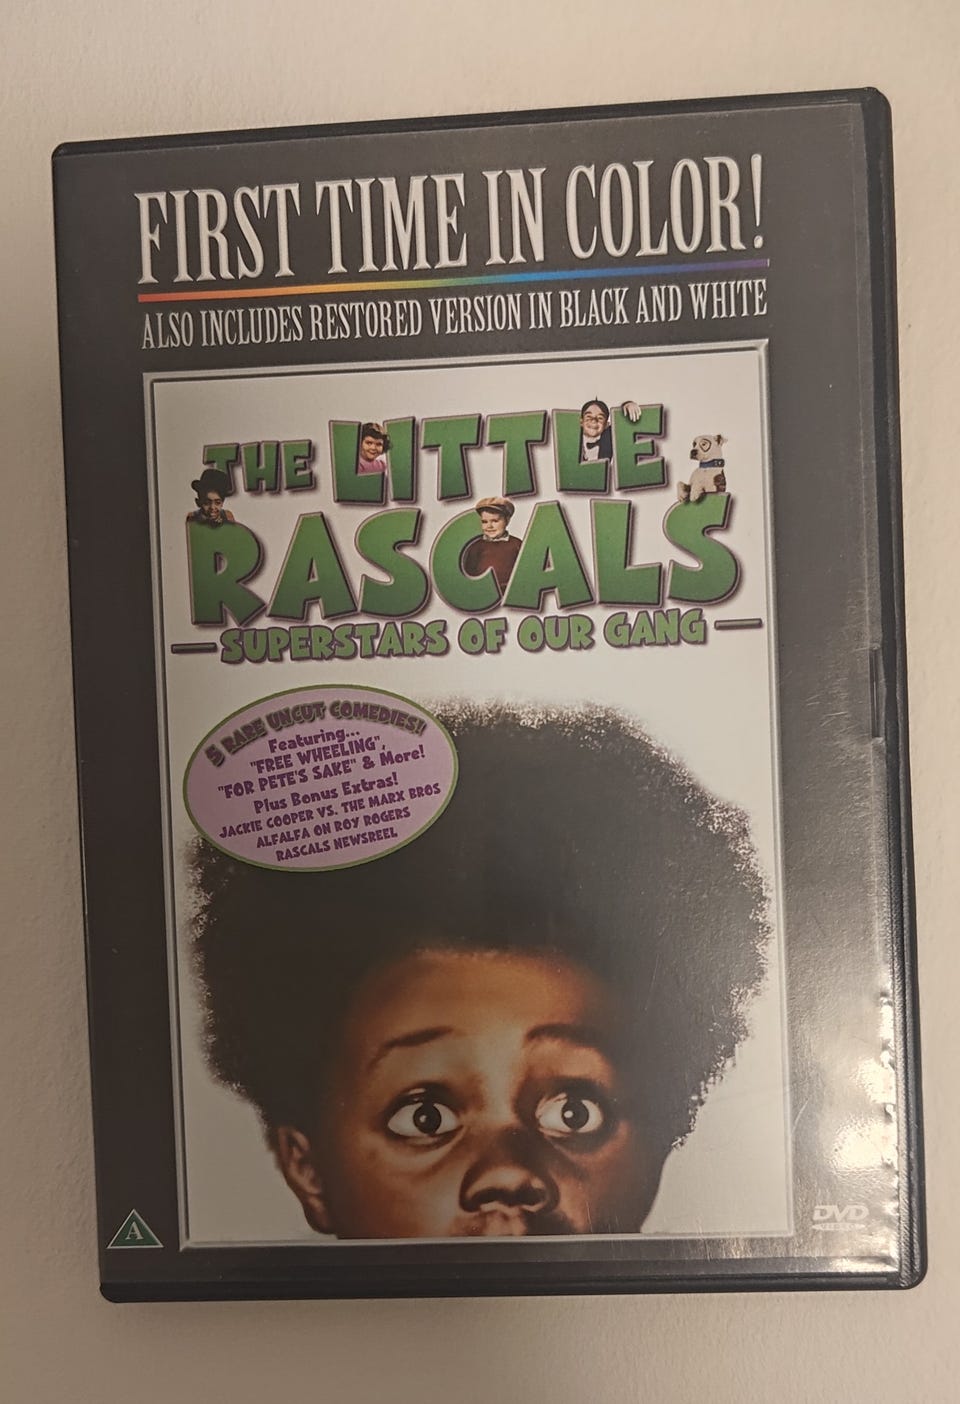 FIRST TIME IN COLOR!
ALSO INCLUDES RESTORED VERSION IN BLACK AND WHITE
THE LITTLE
RASCALS
— SUPERSTARS OF OUR GANG —
5 RARE UNCUT COMEDIES!
Featuring...
"FREE WHEELING",
"FOR PETE'S SAKE" & More!
Plus Bonus Extras!
JACKIE COOPER VS. THE MARX BROS
ALFALFA ON ROY ROGERS
RASCALS NEWSREEL
A
DVD
VIDEO